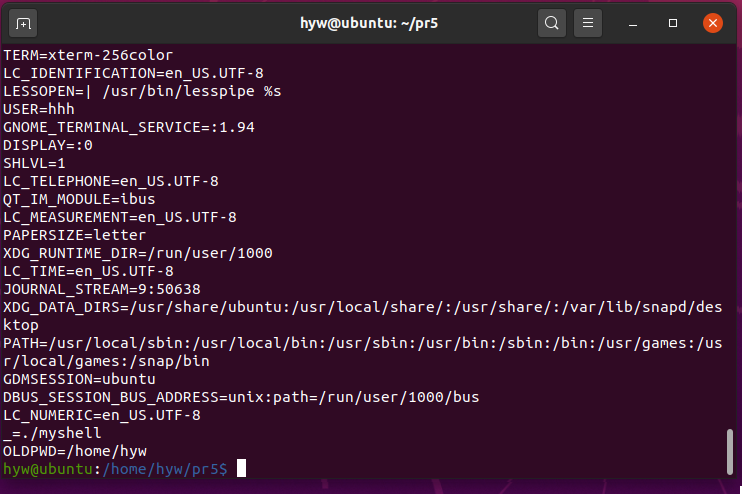 hyw@ubuntu: ~/pr5
TERM=xterm-256color
LC_IDENTIFICATION=en_US.UTF-8
LESSOPEN=| /usr/bin/lesspipe %s
USER=hhh
GNOME_TERMINAL_SERVICE=:1.94
DISPLAY=:0
SHLVL=1
LC_TELEPHONE=en_US.UTF-8
QT_IM_MODULE=ibus
LC_MEASUREMENT=en_US.UTF-8
PAPERSIZE=letter
XDG_RUNTIME_DIR=/run/user/1000
LC_TIME=en_US.UTF-8
JOURNAL_STREAM=9:50638
XDG_DATA_DIRS=/usr/share/ubuntu:/usr/local/share/:/usr/share/:/var/lib/snapd/des
ktop
PATH=/usr/local/sbin:/usr/local/bin:/usr/sbin:/usr/bin:/sbin:/bin:/usr/games:/us
r/local/games:/snap/bin
GDMSESSION=ubuntu
DBUS_SESSION_BUS_ADDRESS=unix:path=/run/user/1000/bus
LC_NUMERIC=en_US.UTF-8
_=./myshell
OLDPWD=/home/hyw
hyw@ubuntu:/home/hyw/pr5$